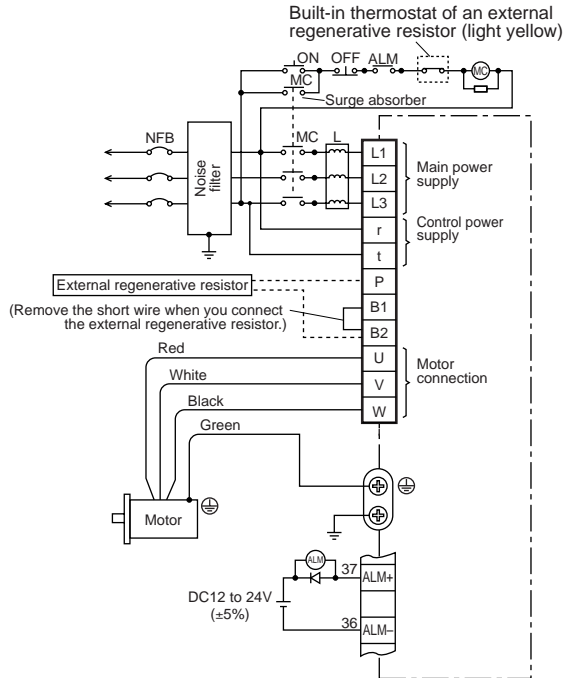 Built-in thermostat of an external
regenerative resistor (light yellow)
ON OFF ALM
MC
MC
Surge absorber
NFB
Noise
filter
MC L
L1
L2
L3
Main power
supply
r
t
Control power
supply
External regenerative resistor
P
(Remove the short wire when you connect
the external regenerative resistor.)
B1
B2
Red
White
Black
Green
U
V
W
Motor
connection
Motor
ALM
DC12 to 24V
(±5%)
37
ALM+
36
ALM–